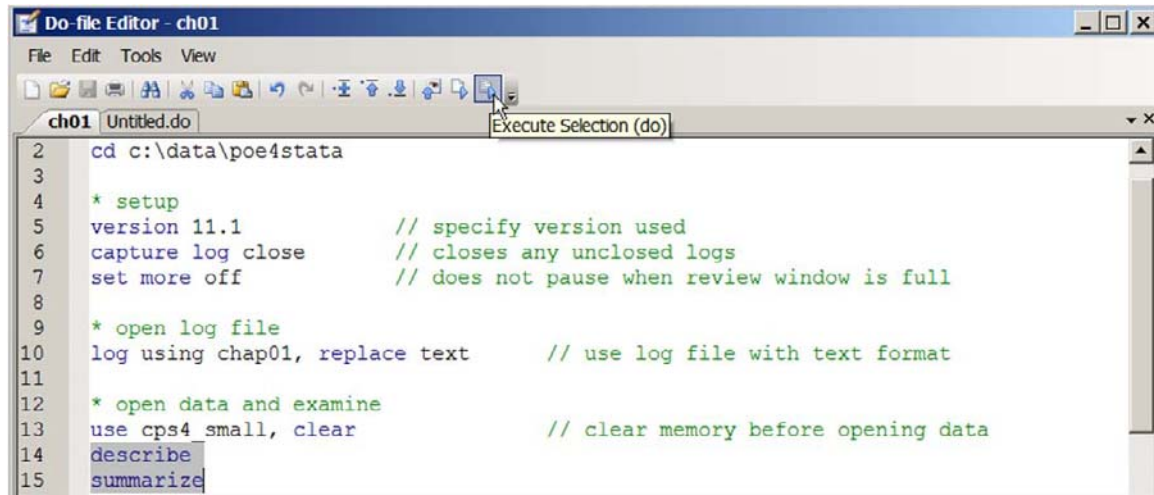 Do-file Editor - ch01
File Edit Tools View
ch01 Untitled.do
Execute Selection (do)
2 cd c:\data\poe4stata
3
4 * setup
5 version 11.1 // specify version used
6 capture log close // closes any unclosed logs
7 set more off // does not pause when review window is full
8
9 * open log file
10 log using chap01, replace text // use log file with text format
11
12 * open data and examine
13 use cps4_small, clear // clear memory before opening data
14 describe
15 summarize